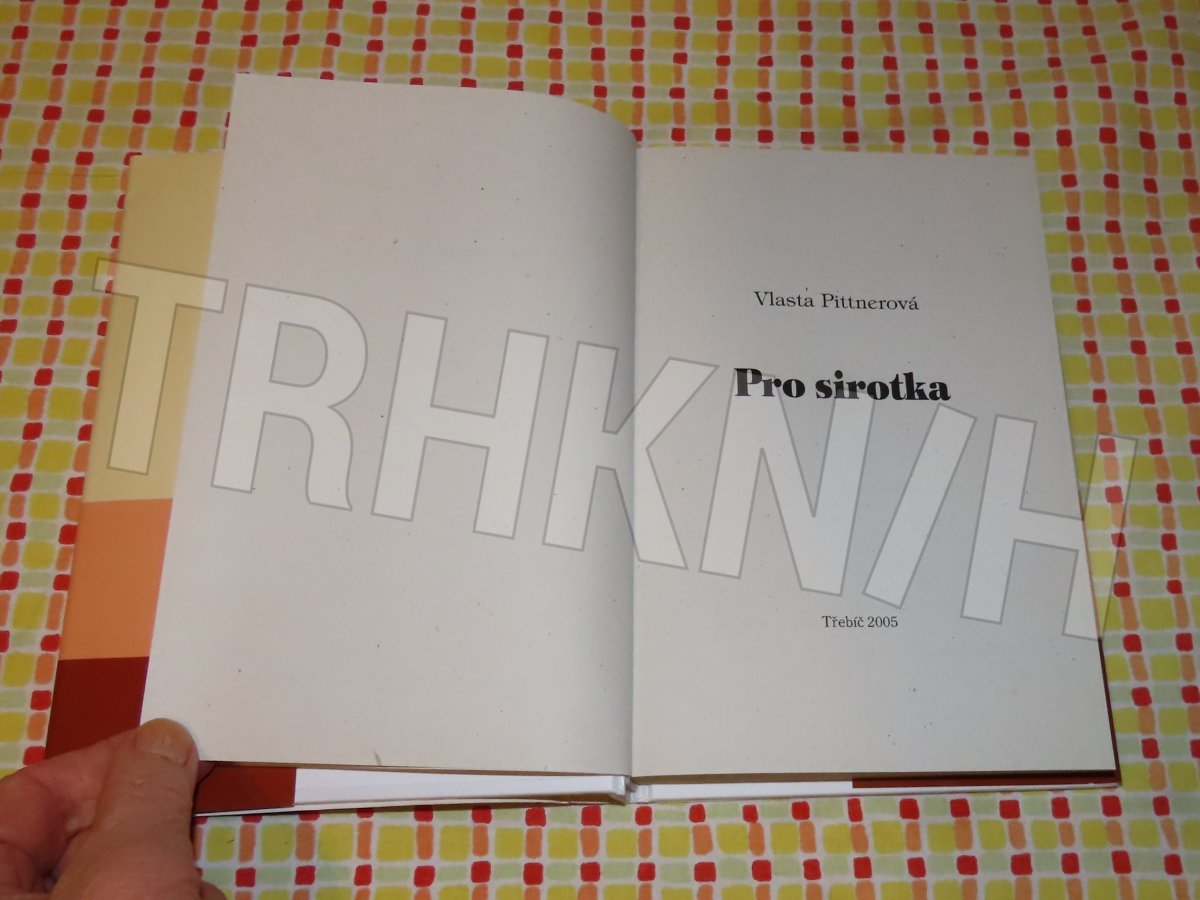 Vlasta Pittnerová
Pro sirotka
Třebíč 2005
TRHKNIH